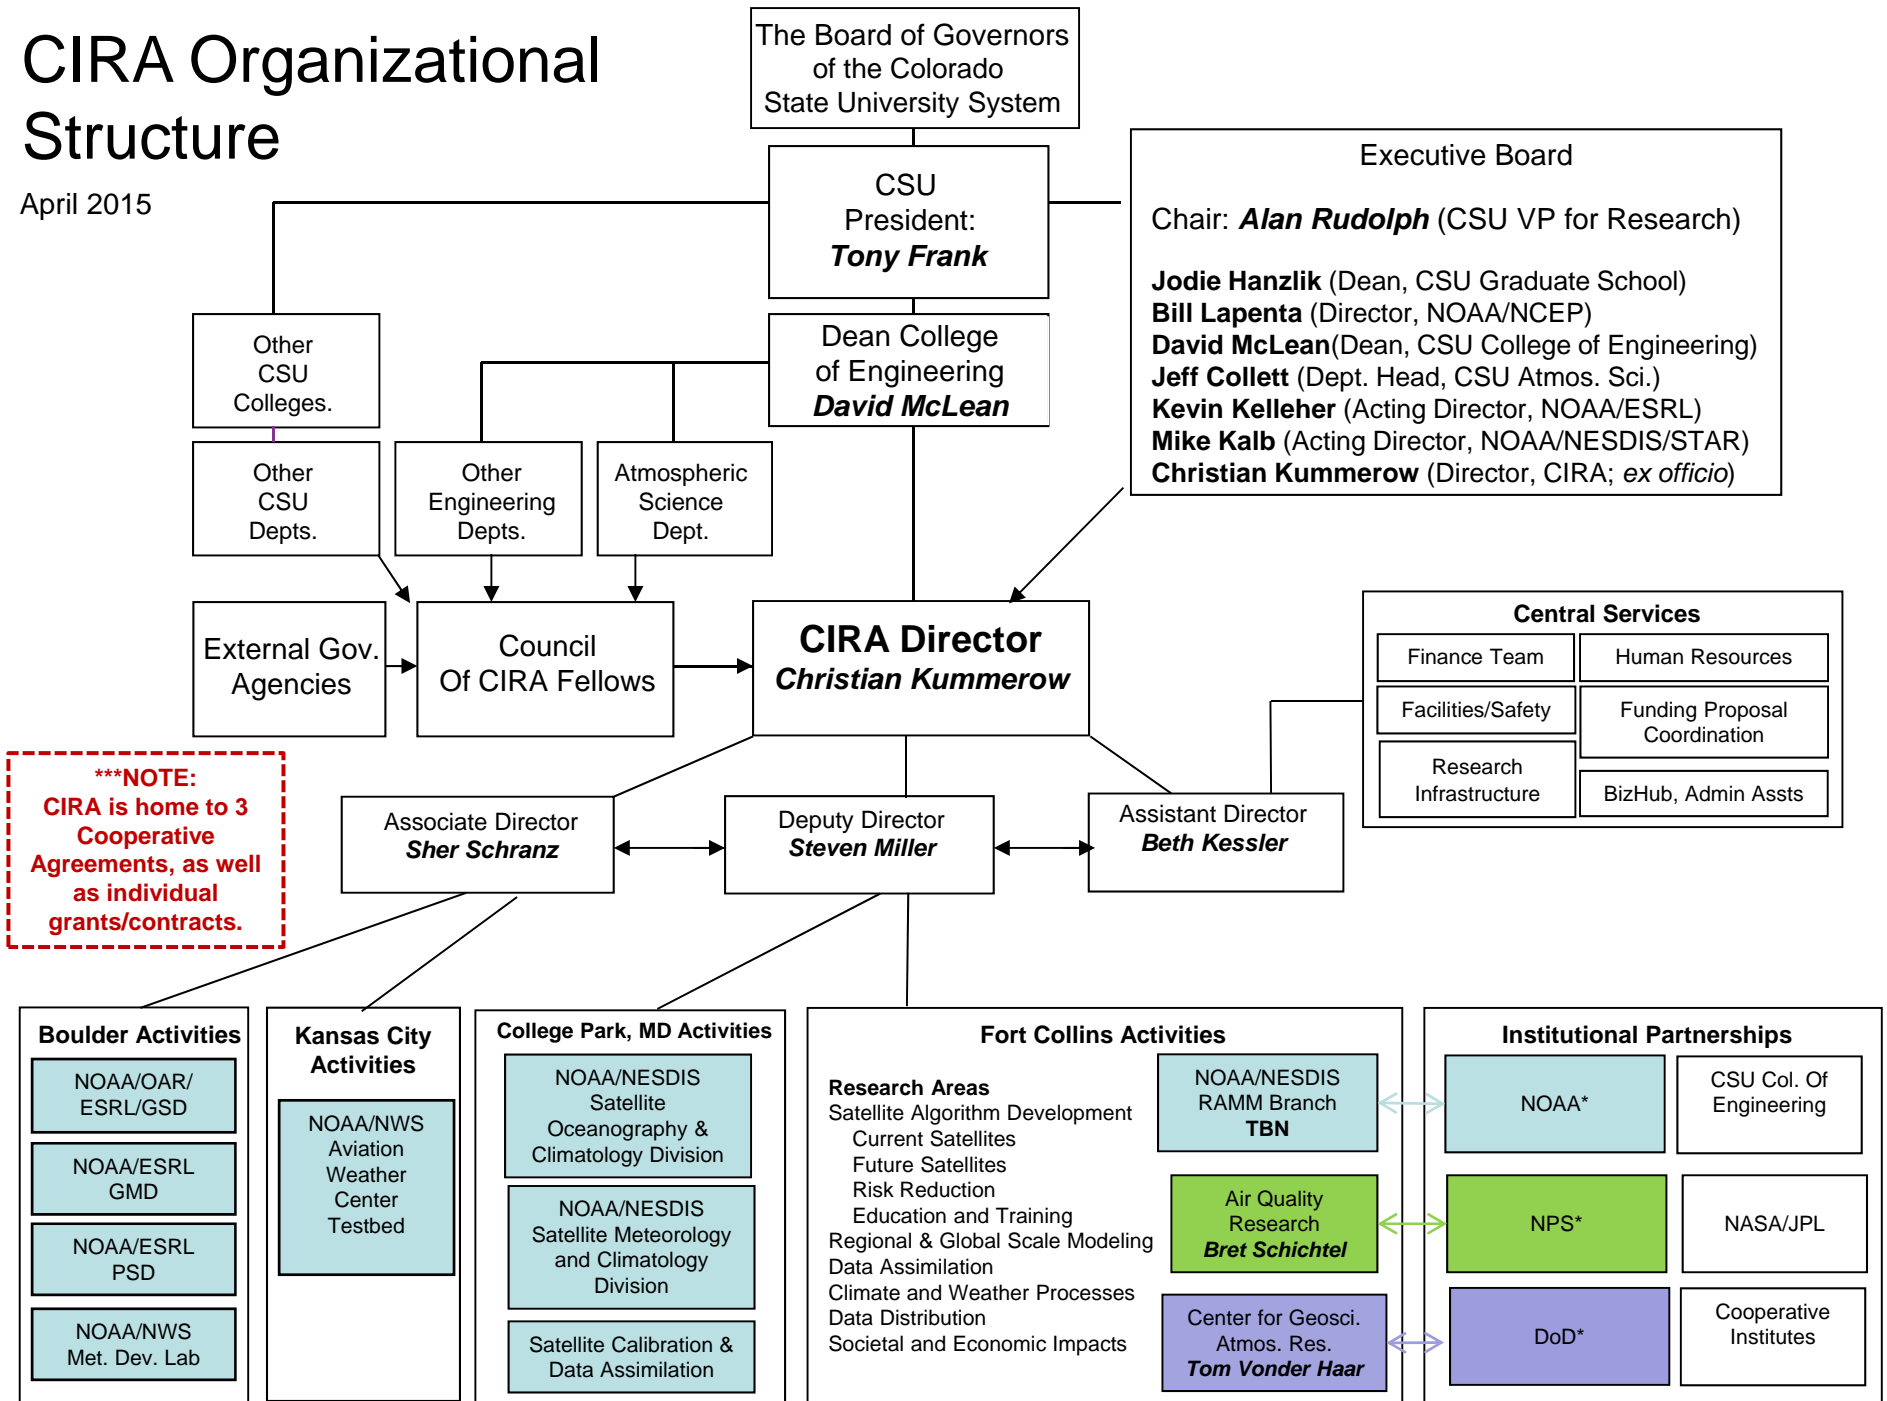 CIRA Organizational
Structure
April 2015
The Board of Governors
of the Colorado
State University System
CSU
President:
Tony Frank
Executive Board
Chair: Alan Rudolph (CSU VP for Research)
Jodie Hanzlik (Dean, CSU Graduate School)
Bill Lapenta (Director, NOAA/NCEP)
David McLean(Dean, CSU College of Engineering)
Jeff Collett (Dept. Head, CSU Atmos. Sci.)
Kevin Kelleher (Acting Director, NOAA/ESRL)
Mike Kalb (Acting Director, NOAA/NESDIS/STAR)
Christian Kummerow (Director, CIRA; ex officio)
Other
CSU
Colleges.
Dean College
of Engineering
David McLean
Other
CSU
Depts.
Other
Engineering
Depts.
Atmospheric
Science
Dept.
External Gov.
Agencies
Council
Of CIRA Fellows
CIRA Director
Christian Kummerow
Central Services
Finance Team
Human Resources
Facilities/Safety
Funding Proposal
Coordination
Research
Infrastructure
BizHub, Admin Assts
***NOTE:
CIRA is home to 3
Cooperative
Agreements, as well
as individual
grants/contracts.
Associate Director
Sher Schranz
Deputy Director
Steven Miller
Assistant Director
Beth Kessler
Boulder Activities
NOAA/OAR/
ESRL/GSD
NOAA/ESRL
GMD
NOAA/ESRL
PSD
NOAA/NWS
Met. Dev. Lab
Kansas City
Activities
NOAA/NWS
Aviation
Weather
Center
Testbed
College Park, MD Activities
NOAA/NESDIS
Satellite
Oceanography &
Climatology Division
NOAA/NESDIS
Satellite Meteorology
and Climatology
Division
Satellite Calibration &
Data Assimilation
Fort Collins Activities
Research Areas
Satellite Algorithm Development
Current Satellites
Future Satellites
Risk Reduction
Education and Training
Regional & Global Scale Modeling
Data Assimilation
Climate and Weather Processes
Data Distribution
Societal and Economic Impacts
NOAA/NESDIS
RAMM Branch
TBN
Air Quality
Research
Bret Schichtel
Center for Geosci.
Atmos. Res.
Tom Vonder Haar
Institutional Partnerships
NOAA*
CSU Col. Of
Engineering
NPS*
NASA/JPL
DoD*
Cooperative
Institutes